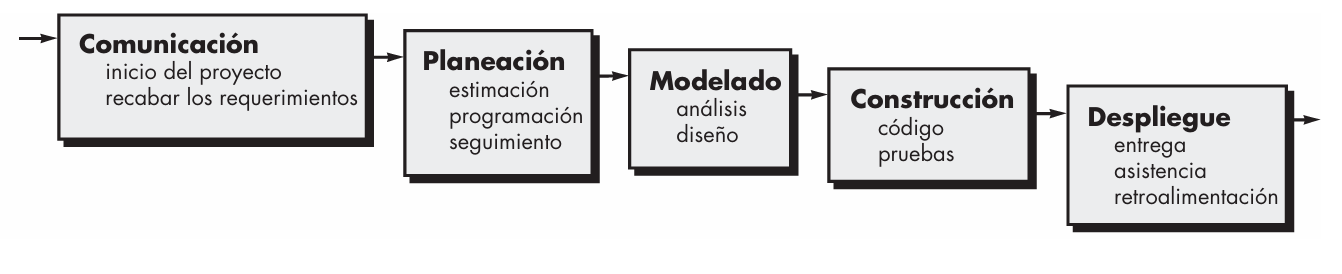 Comunicación
inicio del proyecto
recabar los requerimientos
Planeación
estimación
programación
seguimiento
Modelado
análisis
diseño
Construcción
código
pruebas
Despliegue
entrega
asistencia
retroalimentación